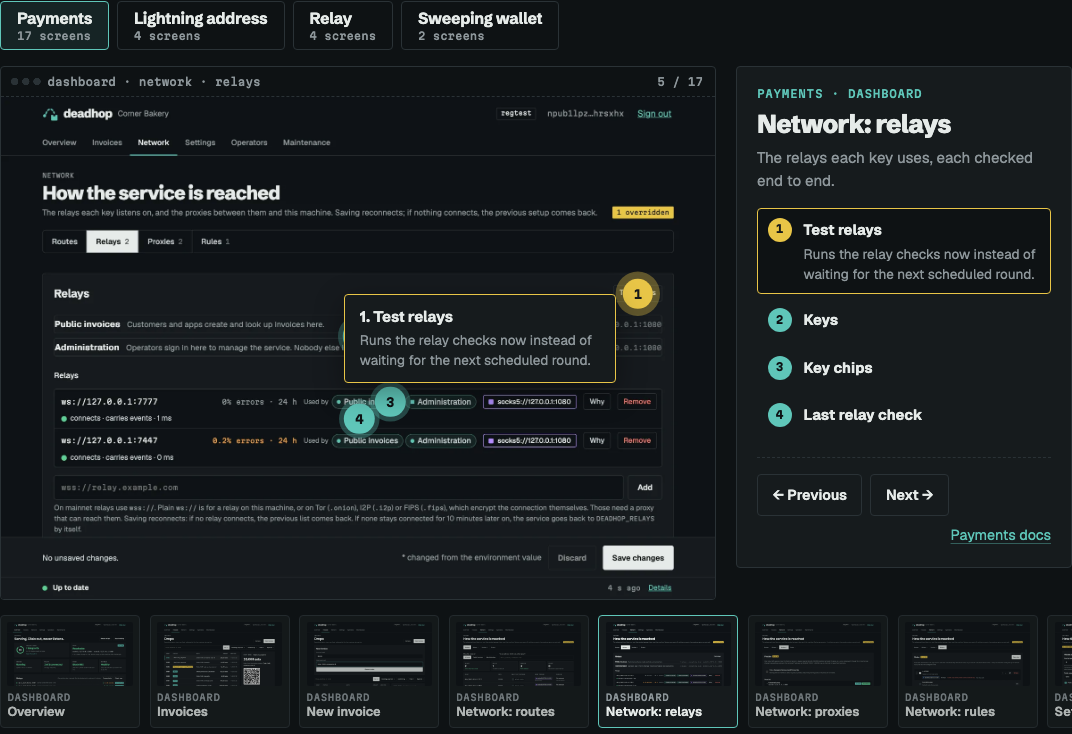 Payments
17 screens
Lightning address
4 screens
Relay
4 screens
Sweeping wallet
2 screens
dashboard · network · relays
5 / 17
deadhop Corner Bakery
regtest
npub1lpz…hrsxhx
Sign out
Overview
Invoices
Network
Settings
Operators
Maintenance
NETWORK
How the service is reached
The relays each key listens on, and the proxies between them and this machine. Saving reconnects; if nothing connects, the previous setup comes back.
1 overridden
Routes
Relays 2
Proxies 2
Rules 1
Relays
1
Public invoices Customers and apps create and look up invoices here.
Administration Operators sign in here to manage the service. Nobody else
1. Test relays
Runs the relay checks now instead of
waiting for the next scheduled round.
Relays
ws://127.0.0.1:7777
0% errors · 24 h
Used by
3
Administration
socks5://127.0.0.1:1080
Why
Remove
connects · carries events · 1 ms
4
ws://127.0.0.1:7447
0.2% errors · 24 h
Used by
Public invoices
Administration
socks5://127.0.0.1:1080
Why
Remove
connects · carries events · 0 ms
wss://relay.example.com
Add
On mainnet relays use wss://. Plain ws:// is for a relay on this machine, or on Tor (.onion), I2P (.i2p) or FIPS (.fips), which encrypt the connection themselves. Those need a proxy
that can reach them. Saving reconnects: if no relay connects, the previous list comes back. If none stays connected for 10 minutes later on, the service goes back to DEADHOP_RELAYS
by itself.
No unsaved changes.
* changed from the environment value
Discard
Save changes
Up to date
4 s ago
Details
PAYMENTS · DASHBOARD
Network: relays
The relays each key uses, each checked
end to end.
1
Test relays
Runs the relay checks now instead of
waiting for the next scheduled round.
2
Keys
3
Key chips
4
Last relay check
← Previous
Next →
Payments docs
DASHBOARD
Overview
DASHBOARD
Invoices
DASHBOARD
New invoice
DASHBOARD
Network: routes
DASHBOARD
Network: relays
DASHBOARD
Network: proxies
DASHBOARD
Network: rules